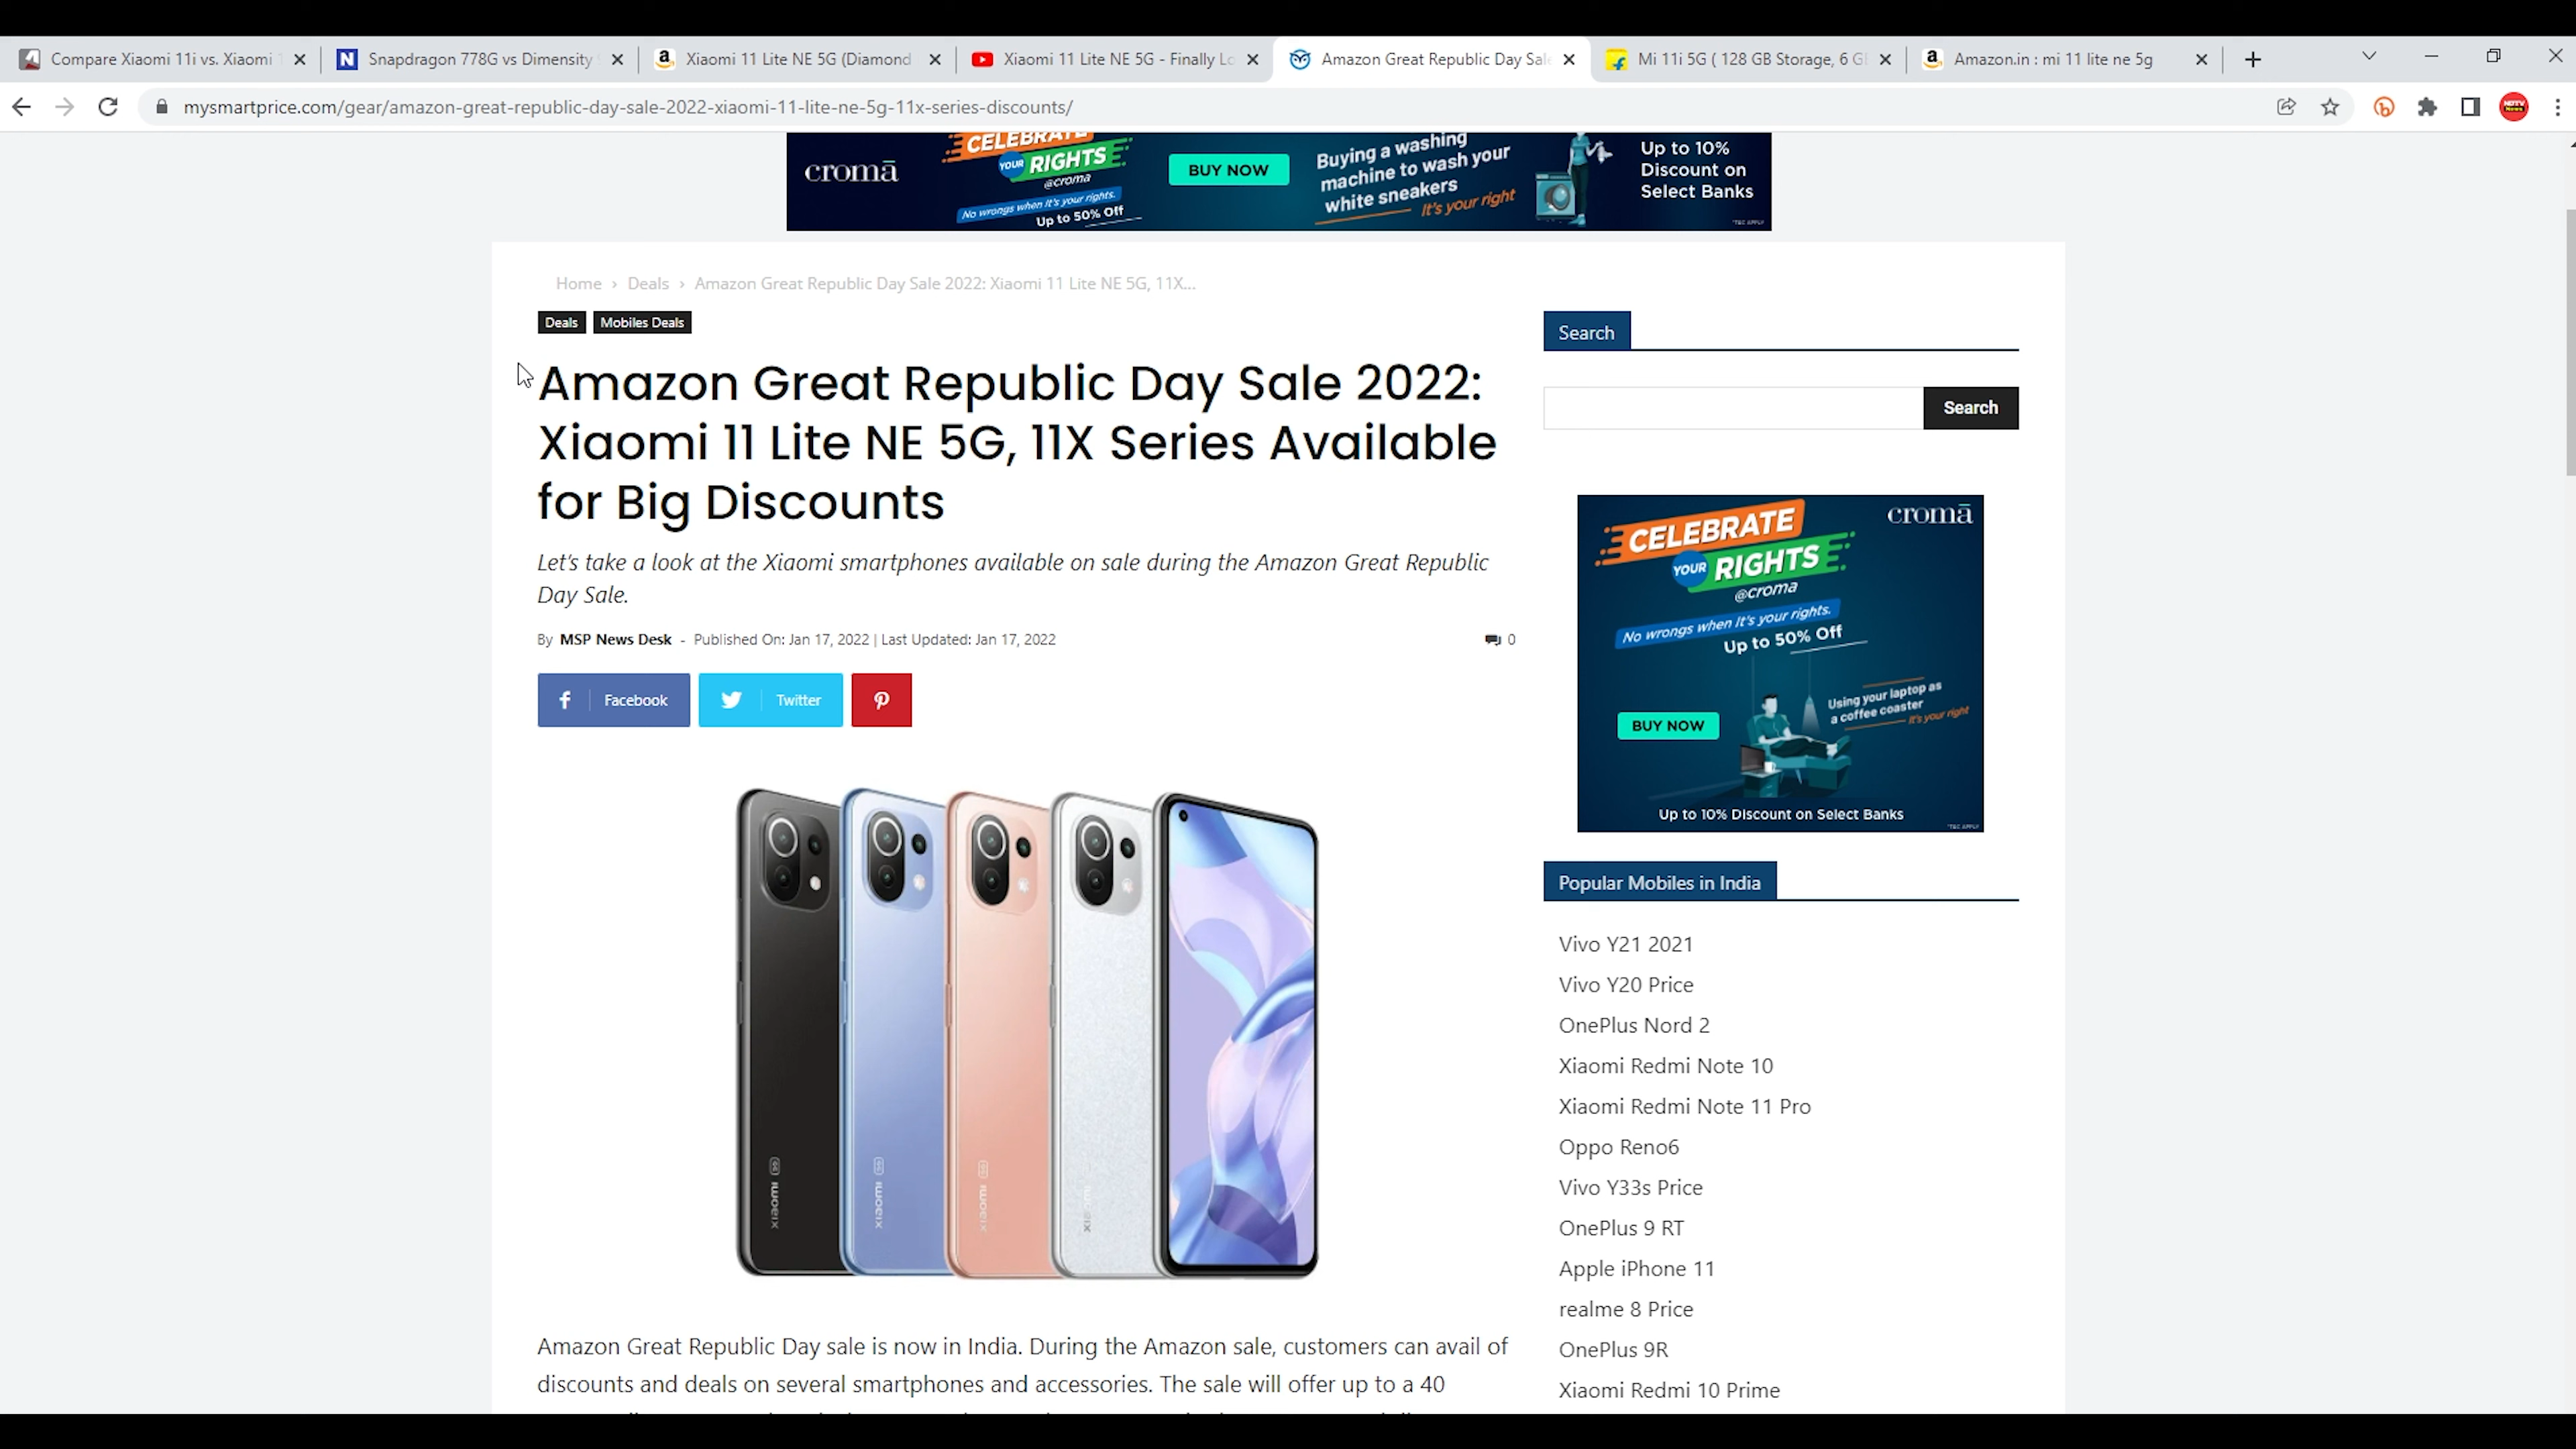 Compare Xiaomi 11i vs. Xiaomi 1
Snapdragon 778G vs Dimensity
Xiaomi 11 Lite NE 5G (Diamond
Xiaomi 11 Lite NE 5G - Finally Lo
Amazon Great Republic Day Sale
Mi 11i 5G ( 128 GB Storage, 6 G
Amazon.in : mi 11 lite ne 5g
mysmartprice.com/gear/amazon-great-republic-day-sale-2022-xiaomi-11-lite-ne-5g-11x-series-discounts/
cromā
CELEBRATE
YOUR RIGHTS
@croma
No wrongs when it's your rights.
Up to 50% Off
BUY NOW
Buying a washing
machine to wash your
white sneakers
It's your right
Up to 10%
Discount on
Select Banks
Home › Deals › Amazon Great Republic Day Sale 2022: Xiaomi 11 Lite NE 5G, 11X...
Deals Mobiles Deals
Amazon Great Republic Day Sale 2022:
Xiaomi 11 Lite NE 5G, 11X Series Available
for Big Discounts
Let's take a look at the Xiaomi smartphones available on sale during the Amazon Great Republic
Day Sale.
By MSP News Desk - Published On: Jan 17, 2022 | Last Updated: Jan 17, 2022
0
Facebook
Twitter
XIAOMI
XIAOMI
XIAOMI
XIAOMI
Amazon Great Republic Day sale is now in India. During the Amazon sale, customers can avail of
discounts and deals on several smartphones and accessories. The sale will offer up to a 40
Search
Search
cromā
CELEBRATE
YOUR RIGHTS
@croma
No wrongs when it's your rights.
Up to 50% Off
Using your laptop as
a coffee coaster
It's your right
BUY NOW
Up to 10% Discount on Select Banks
Popular Mobiles in India
Vivo Y21 2021
Vivo Y20 Price
OnePlus Nord 2
Xiaomi Redmi Note 10
Xiaomi Redmi Note 11 Pro
Oppo Reno6
Vivo Y33s Price
OnePlus 9 RT
Apple iPhone 11
realme 8 Price
OnePlus 9R
Xiaomi Redmi 10 Prime